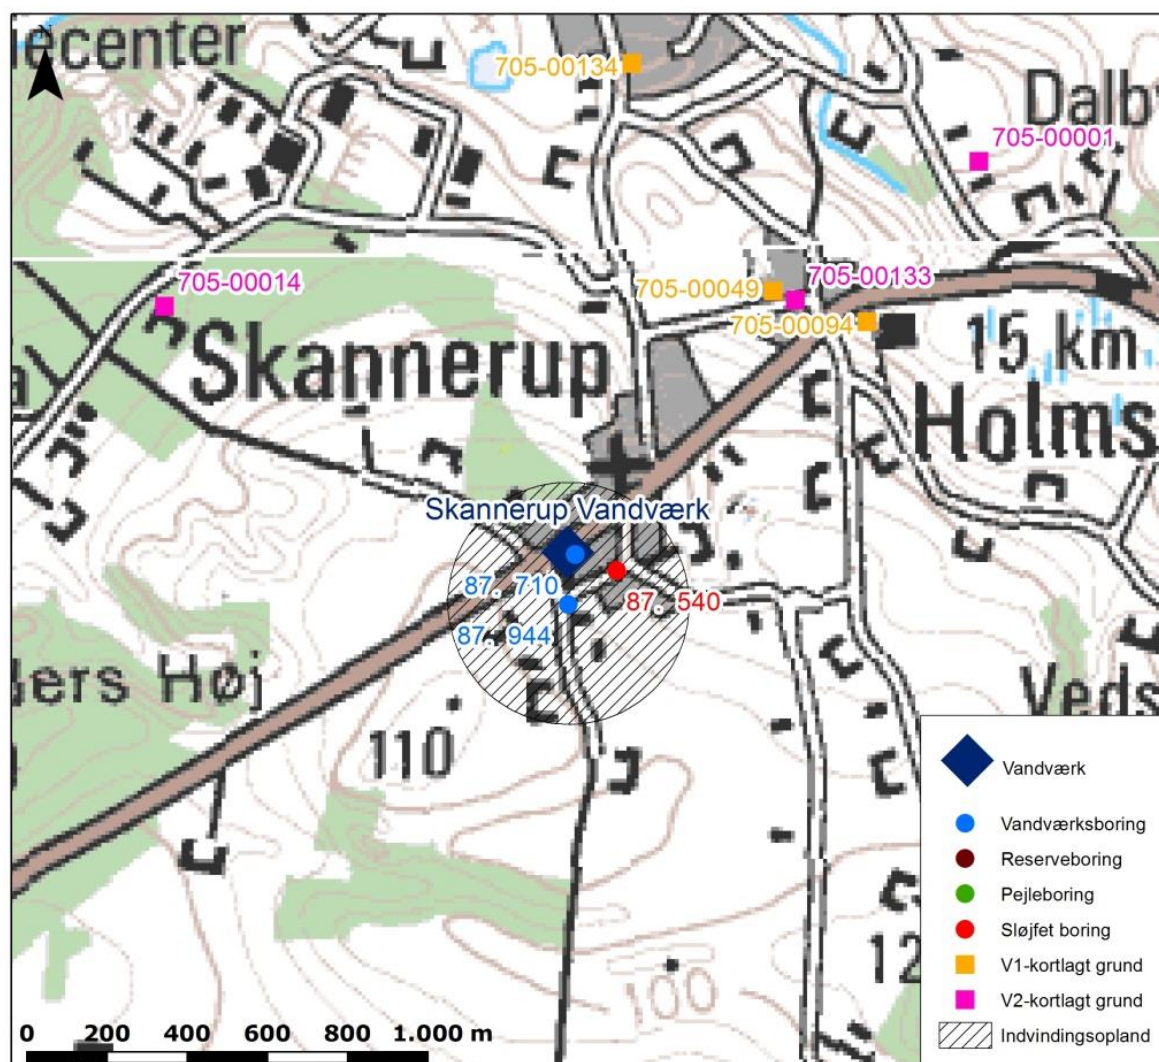 ecenter
N
705-00134
Dalby
705-00001
705-00014
705-00049
705-00133
705-00094
Skannerup
15 km
Holms
a
Skannerup Vandværk
87. 710
87. 540
87. 944
lers Høj
Veds
110
100
12
Vandværk
Vandværksboring
Reserveboring
Pejleboring
Sløjfet boring
V1-kortlagt grund
V2-kortlagt grund
Indvindingsopland
0 200 400 600 800 1.000 m